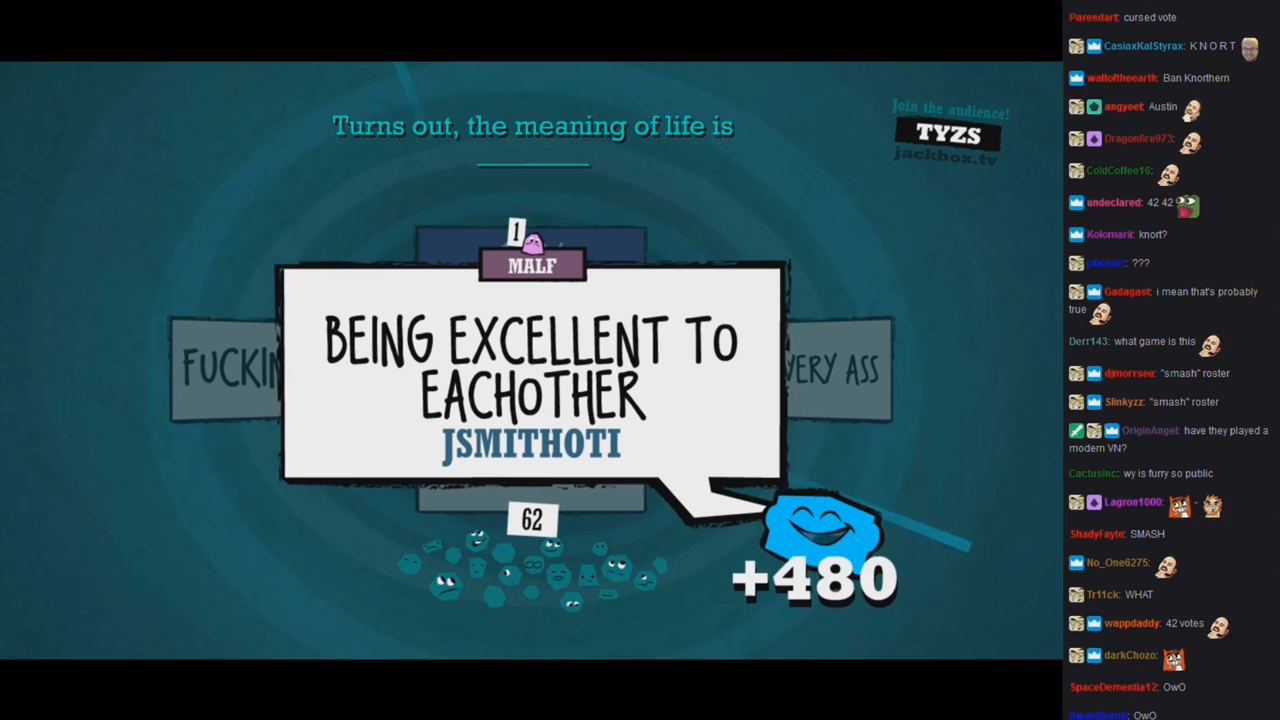 Turns out, the meaning of life is
Join the audience!
TYZS
jackbox.tv
1
MALF
FUCKIN
BEING EXCELLENT TO
EACHOTHER
JSMITHOTI
VERY ASS
62
+480
Parendart: cursed vote
CasiaxKalStyrax: K N O R T
walloftheearth: Ban Knorthern
angyeet: Austin
Dragonfire973:
ColdCoffee16:
undeclared: 42 42
Kolomarii: knort?
???
Gadagast: i mean that's probably
true
Derr143: what game is this
djmorrsee: "smash" roster
Slinkyzz: "smash" roster
OriginAngel: have they played a
modern VN?
CactusInc: wy is furry so public
Lagron1000: -
ShadyFayte: SMASH
No_One6275:
Tr11ck: WHAT
wappdaddy: 42 votes
darkChozo:
SpaceDementia12: OwO
OwO